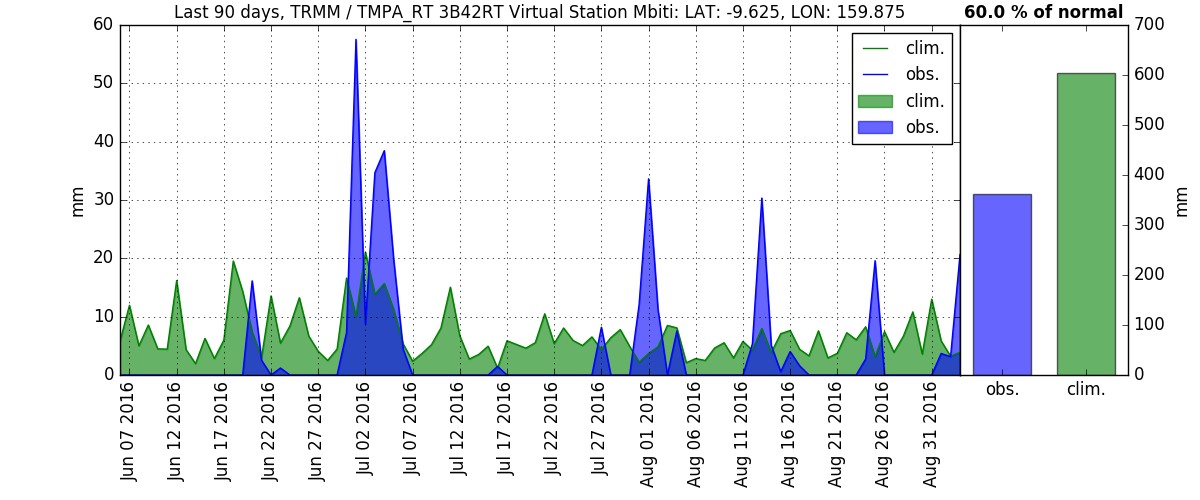 Last 90 days, TRMM / TMPA_RT 3B42RT Virtual Station Mbiti: LAT: -9.625, LON: 159.875
60.0 % of normal
60
50
40
30
20
10
0
mm
clim.
obs.
clim.
obs.
700
600
500
400
300
200
100
0
mm
obs.
clim.
Jun 07 2016
Jun 12 2016
Jun 17 2016
Jun 22 2016
Jun 27 2016
Jul 02 2016
Jul 07 2016
Jul 12 2016
Jul 17 2016
Jul 22 2016
Jul 27 2016
Aug 01 2016
Aug 06 2016
Aug 11 2016
Aug 16 2016
Aug 21 2016
Aug 26 2016
Aug 31 2016